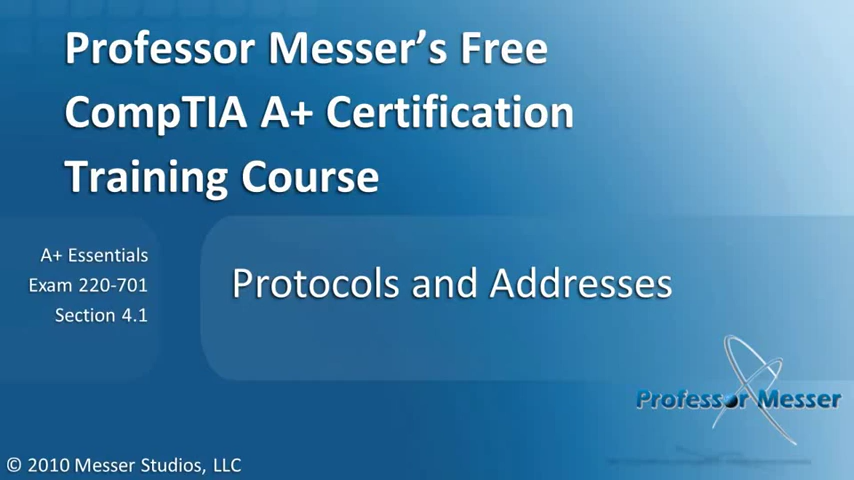 Professor Messer's Free
CompTIA A+ Certification
Training Course
A+ Essentials
Exam 220-701
Section 4.1
Protocols and Addresses
Professor Messer
© 2010 Messer Studios, LLC